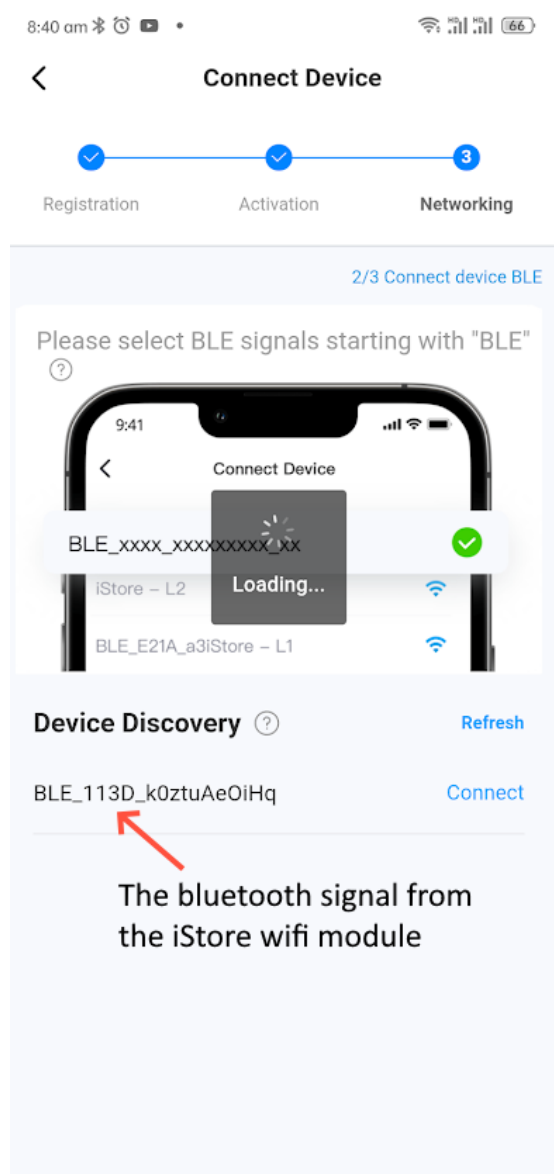 8:40 am
66
Connect Device
3
Registration
Activation
Networking
2/3 Connect device BLE
Please select BLE signals starting with "BLE"
?
9:41
Connect Device
BLE_xxxx_xxxxxxxxx_xx
Loading...
iStore – L2
BLE_E21A_a3iStore – L1
Device Discovery ?
Refresh
BLE_113D_k0ztuAeOiHq
Connect
The bluetooth signal from
the iStore wifi module